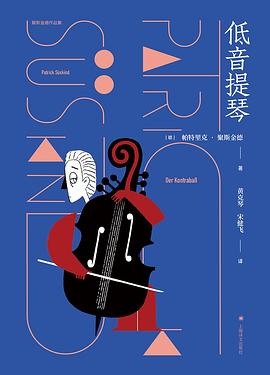 聚斯金德作品集
Patrick Süskind
PATRICK
SÜSKIND
低音提琴
[德] 帕特里克·聚斯金德
著
Der Kontrabaß
黄克琴
宋健飞
译
上海译文出版社